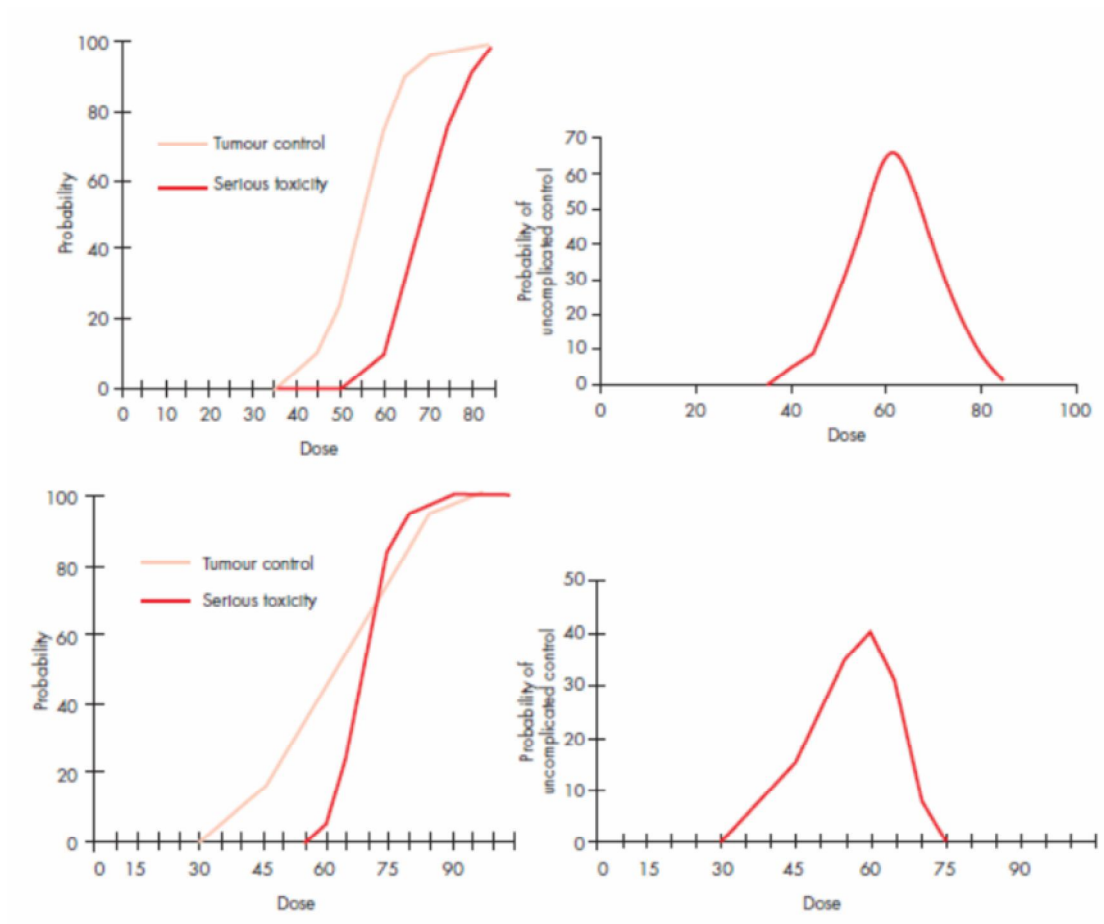 100
80
60
40
20
0
Probability
Tumour control
Serious toxicity
0 10 20 30 40 50 60 70 80
Dose
70
60
50
40
30
20
10
0
Probability of
uncomplicated control
0 20 40 60 80 100
Dose
100
80
60
40
20
0
Probability
Tumour control
Serious toxicity
0 15 30 45 60 75 90
Dose
50
40
30
20
10
0
Probability of
uncomplicated control
0 15 30 45 60 75 90
Dose